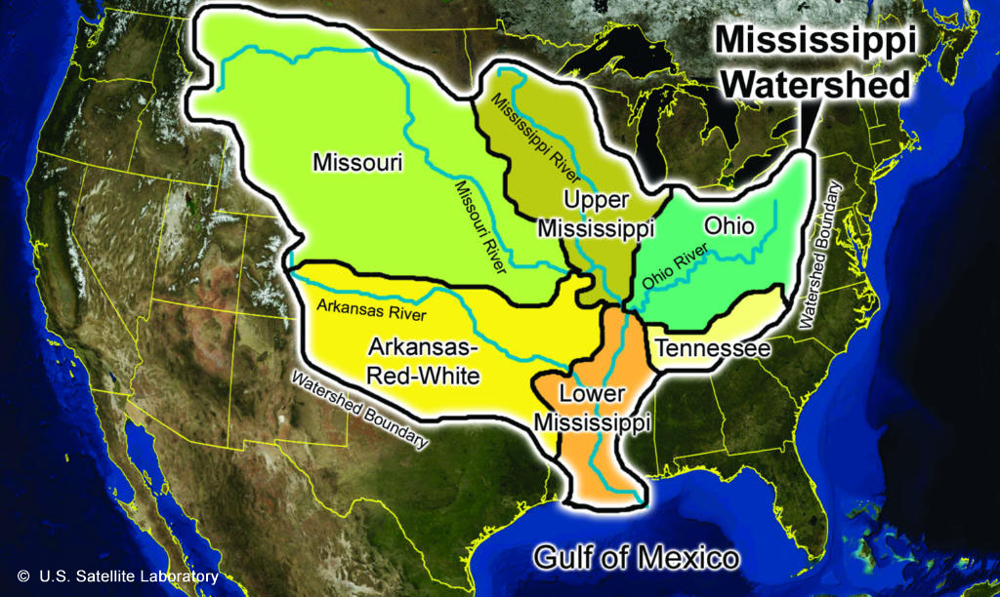 Mississippi
Watershed
Missouri
Mississippi River
Upper
Mississippi
Ohio
Missouri River
Ohio River
Watershed Boundary
Arkansas River
Arkansas-
Red-White
Tennessee
Watershed Boundary
Lower
Mississippi
Gulf of Mexico
© U.S. Satellite Laboratory